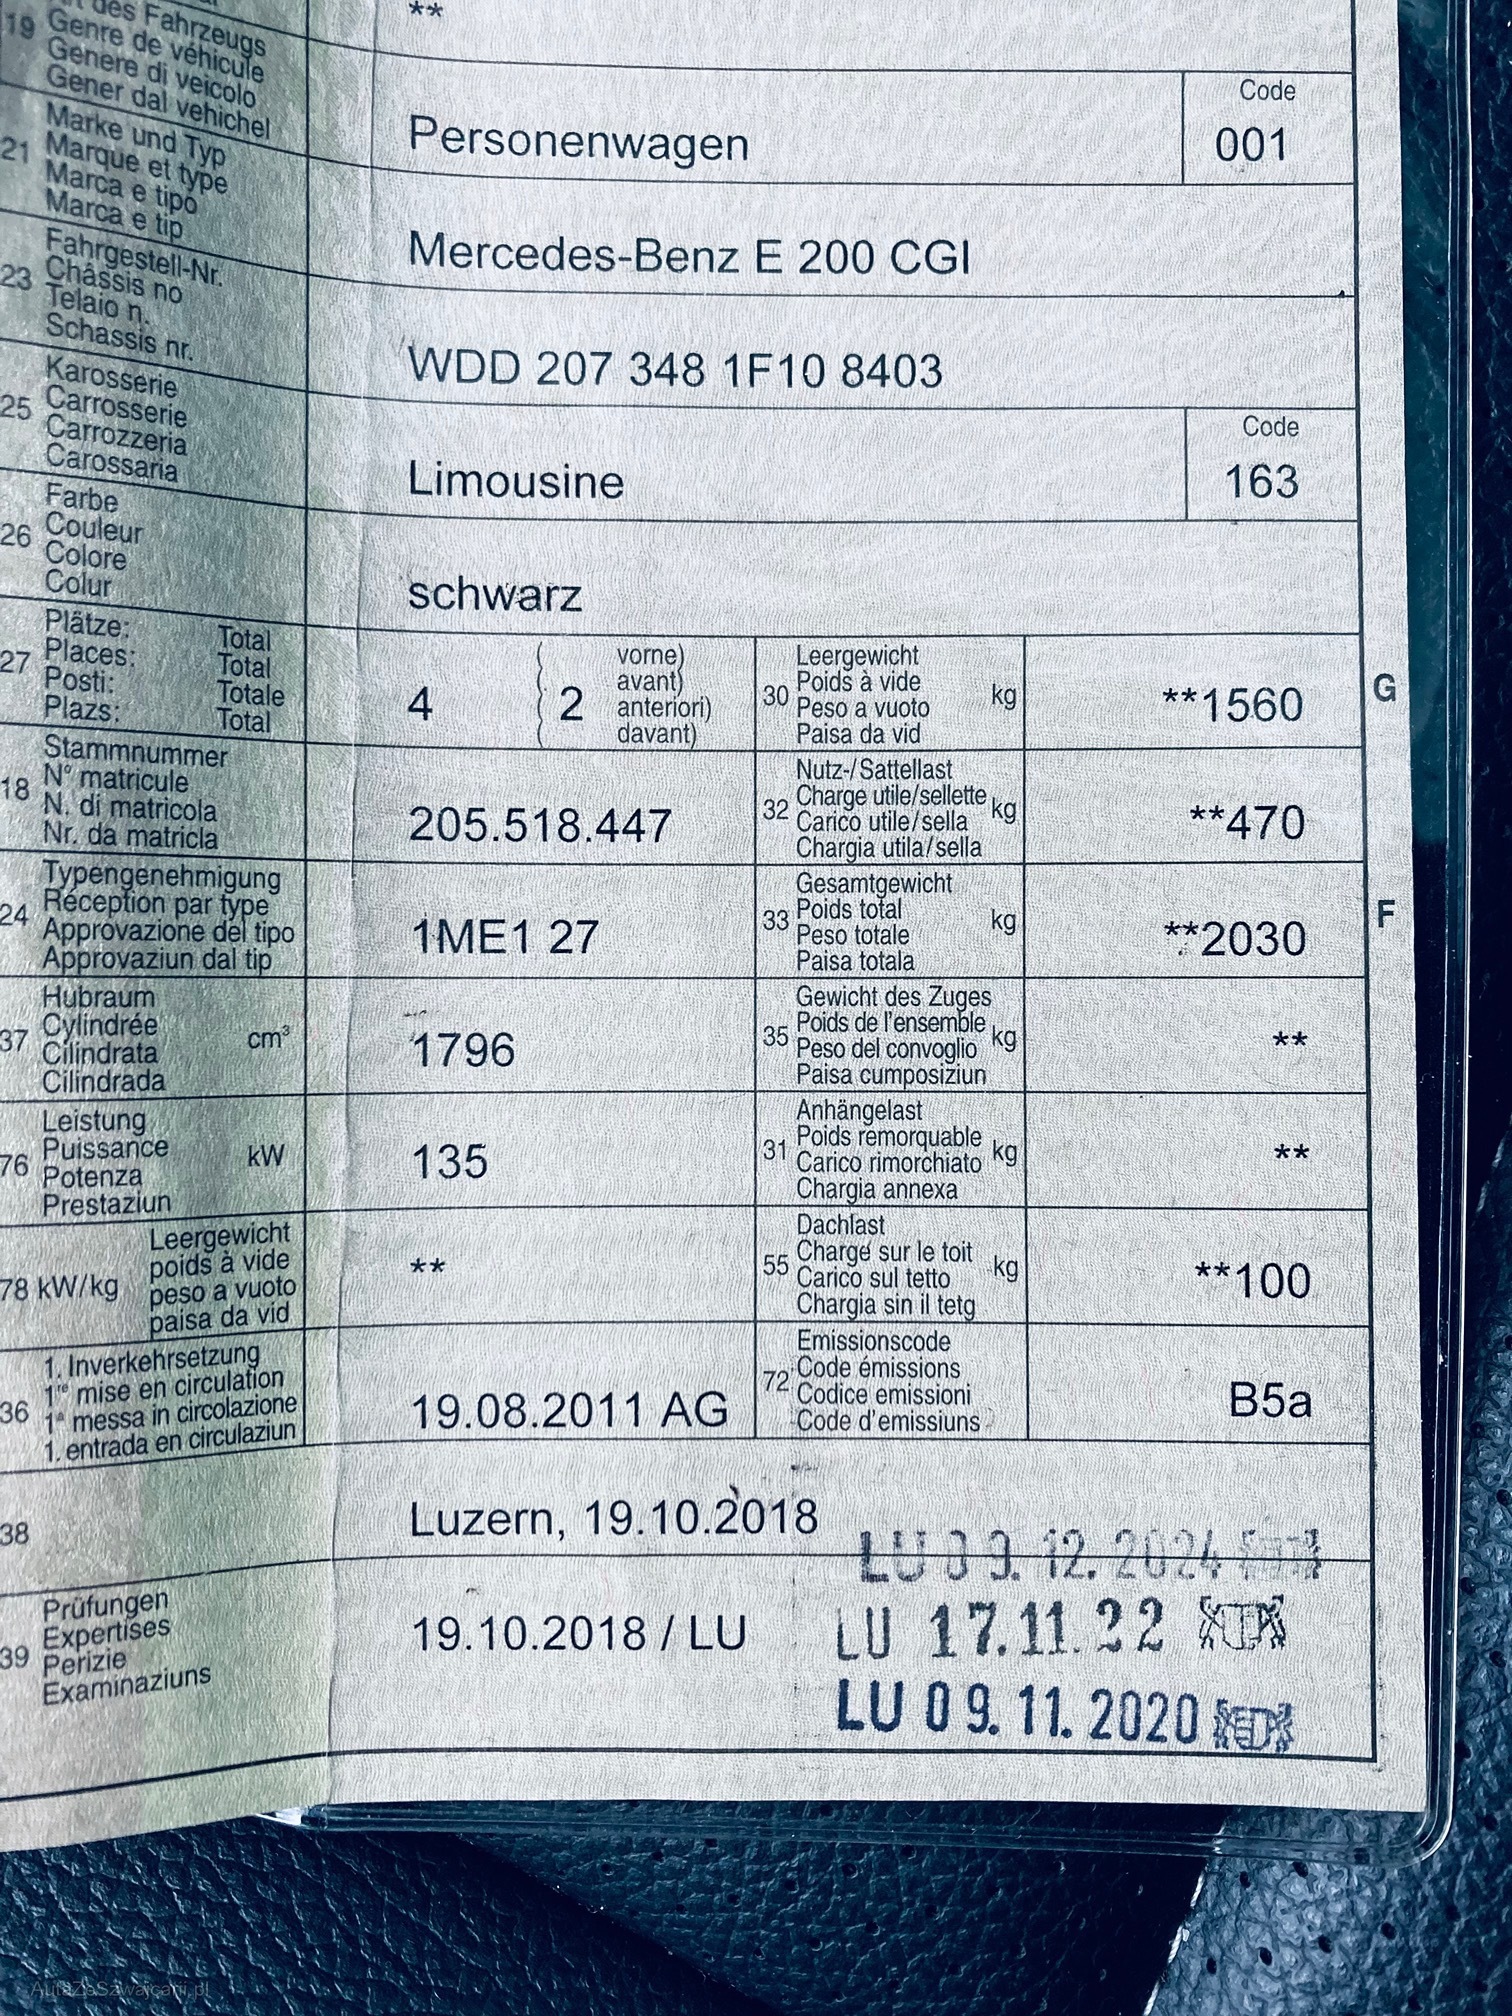 **
des Fahrzeugs
19 Genre de véhicule
Genere di veicolo
Gener dal vehichel
Personenwagen
Code
001
Marke und Typ
21 Marque et type
Marca e tipo
Marca e tip
Mercedes-Benz E 200 CGI
Fahrgestell-Nr.
23 Châssis no
Telaio n.
Schassis nr.
WDD 207 348 1F10 8403
Karosserie
25 Carrosserie
Carrozzeria
Carossaria
Limousine
Code
163
Farbe
26 Couleur
Colore
Colur
schwarz
Plätze: Total
27 Places: Total
Posti: Totale
Plazs: Total
4 2
vorne)
avant)
anteriori)
davant)
Leergewicht
30 Poids à vide kg
Peso a vuoto
Paisa da vid
**1560
G
Stammnummer
18 N° matricule
N. di matricola
Nr. da matricla
205.518.447
Nutz-/Sattellast
32 Charge utile/sellette kg
Carico utile/sella
Chargia utila/sella
**470
Typengenehmigung
24 Réception par type
Approvazione del tipo
Approvaziun dal tip
1ME1 27
Gesamtgewicht
33 Poids total kg
Peso totale
Paisa totala
**2030
F
Hubraum
37 Cylindrée cm³
Cilindrata
Cilindrada
1796
Gewicht des Zuges
35 Poids de l'ensemble kg
Peso del convoglio
Paisa cumposiziun
**
Leistung
76 Puissance kW
Potenza
Prestaziun
135
Anhängelast
31 Poids remorquable kg
Carico rimorchiato
Chargia annexa
**
Leergewicht
78 kW/kg poids à vide
peso a vuoto
paisa da vid
**
Dachlast
55 Charge sur le toit kg
Carico sul tetto
Chargia sin il tetg
**100
1. Inverkehrsetzung
36 1re mise en circulation
1a messa in circolazione
1. entrada en circulaziun
19.08.2011 AG
Emissionscode
72 Code émissions
Codice emissioni
Code d'emissiuns
B5a
38
Luzern, 19.10.2018
LU 09.12.2024
Prüfungen
39 Expertises
Perizie
Examinaziuns
19.10.2018 / LU
LU 17.11.22
LU 09.11.2020
AutaZeSzwajcarii.pl